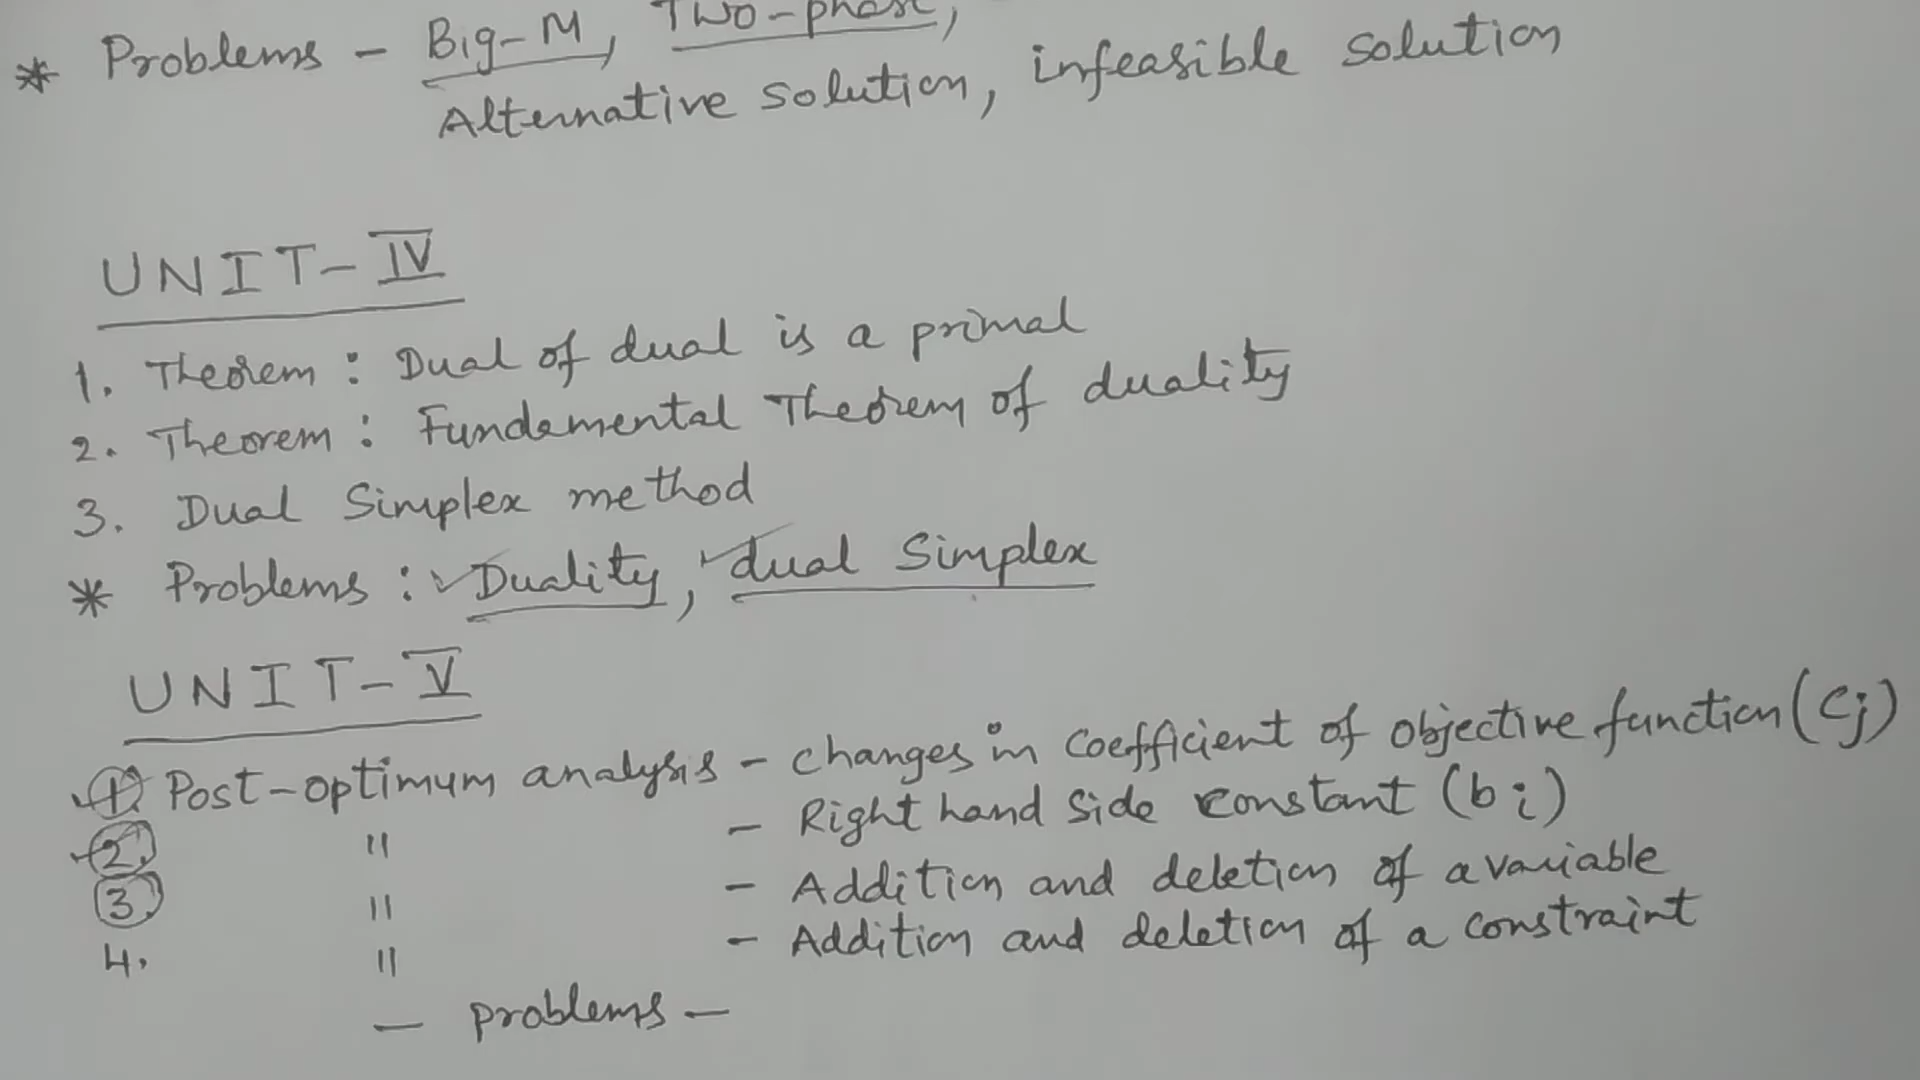 * Problems - Big-M, Two-phase,
Alternative solution, infeasible solution
UNIT-IV
1. Theorem : Dual of dual is a primal
2. Theorem : Fundamental Theorem of duality
3. Dual Simplex method
* Problems : ✓Duality, ✓dual Simplex
UNIT-V
✓1. Post-optimum analysis - changes in coefficient of objective function (cj)
✓2. " - Right hand side constant (bi)
3. " - Addition and deletion of a variable
4. " - Addition and deletion of a constraint
- problems -